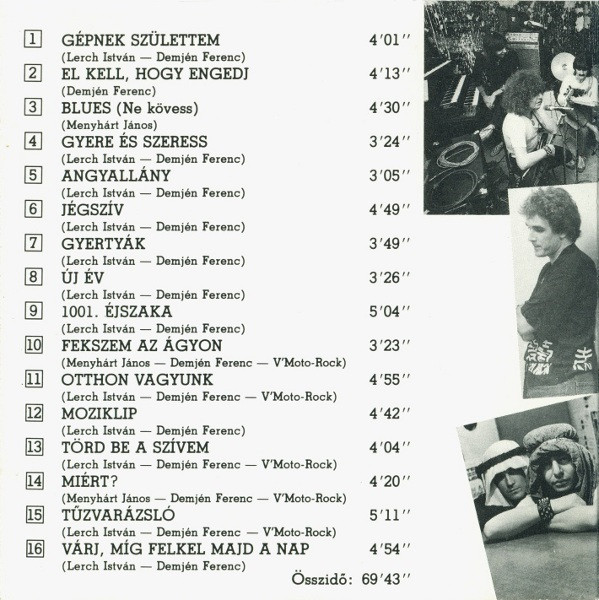 1 GÉPNEK SZÜLETTEM 4′01′′
(Lerch István — Demjén Ferenc)
2 EL KELL, HOGY ENGEDJ 4′13′′
(Demjén Ferenc)
3 BLUES (Ne kövess) 4′30′′
(Menyhárt János)
4 GYERE ÉS SZERESS 3′24′′
(Lerch István — Demjén Ferenc)
5 ANGYALLÁNY 3′05′′
(Lerch István — Demjén Ferenc)
6 JÉGSZÍV 4′49′′
(Lerch István — Demjén Ferenc)
7 GYERTYÁK 3′49′′
(Lerch István — Demjén Ferenc)
8 ÚJ ÉV 3′26′′
(Lerch István — Demjén Ferenc)
9 1001. ÉJSZAKA 5′04′′
(Lerch István — Demjén Ferenc)
10 FEKSZEM AZ ÁGYON 3′23′′
(Menyhárt János — Demjén Ferenc — V'Moto-Rock)
11 OTTHON VAGYUNK 4′55′′
(Lerch István — Demjén Ferenc — V'Moto-Rock)
12 MOZIKLIP 4′42′′
(Lerch István — Demjén Ferenc)
13 TÖRD BE A SZÍVEM 4′04′′
(Lerch István — Demjén Ferenc — V'Moto-Rock)
14 MIÉRT? 4′20′′
(Menyhárt János — Demjén Ferenc — V'Moto-Rock)
15 TŰZVARÁZSLÓ 5′11′′
(Lerch István — Demjén Ferenc — V'Moto-Rock)
16 VÁRJ, MÍG FELKEL MAJD A NAP 4′54′′
(Lerch István — Demjén Ferenc)
Összidő: 69′43′′